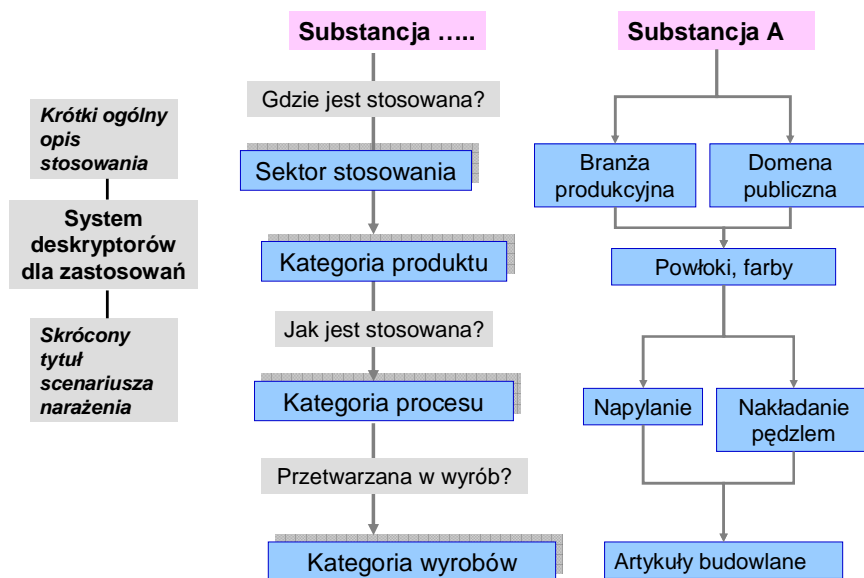 Krótki ogólny
opis
stosowania
System
deskryptorów
dla zastosowań
Skrócony
tytuł
scenariusza
narażenia
Substancja …..
Gdzie jest stosowana?
Sektor stosowania
Kategoria produktu
Jak jest stosowana?
Kategoria procesu
Przetwarzana w wyrób?
Kategoria wyrobów
Substancja A
Branża
produkcyjna
Domena
publiczna
Powłoki, farby
Napylanie
Nakładanie
pędzlem
Artykuły budowlane